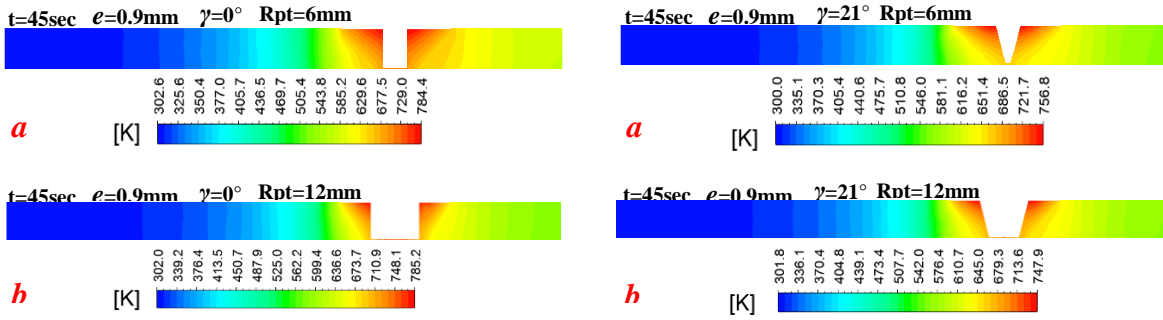 t=45sec e=0.9mm γ=0° Rpt=6mm
302.6 325.6 350.4 377.0 405.7 436.5 469.7 505.4 543.8 585.2 629.6 677.5 729.0 784.4
a [K]
t=45sec e=0.9mm γ=21° Rpt=6mm
300.0 335.1 370.3 405.4 440.6 475.7 510.8 546.0 581.1 616.2 651.4 686.5 721.7 756.8
a [K]
t=45sec e=0.9mm γ=0° Rpt=12mm
302.0 339.2 376.4 413.5 450.7 487.9 525.0 562.2 599.4 636.6 673.7 710.9 748.1 785.2
b [K]
t=45sec e=0.9mm γ=21° Rpt=12mm
301.8 336.1 370.4 404.8 439.1 473.4 507.7 542.0 576.4 610.7 645.0 679.3 713.6 747.9
b [K]